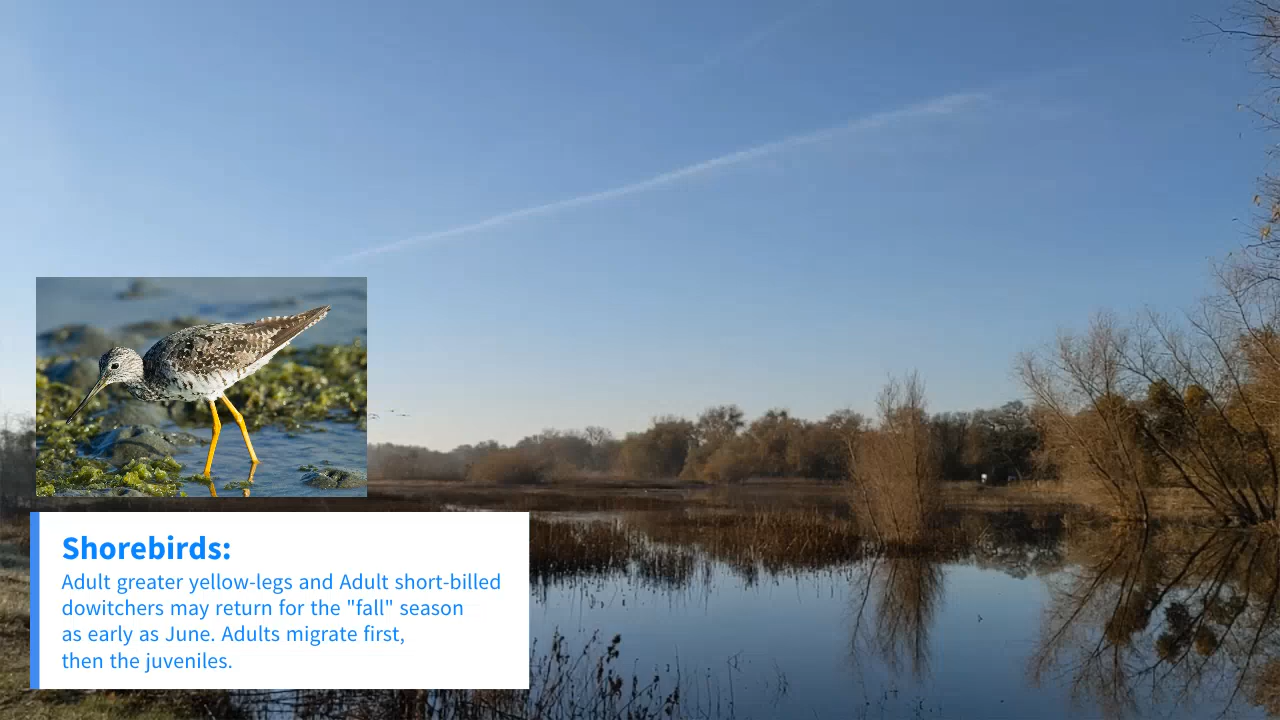 Shorebirds:
Adult greater yellow-legs and Adult short-billed
dowitchers may return for the "fall" season
as early as June. Adults migrate first,
then the juveniles.